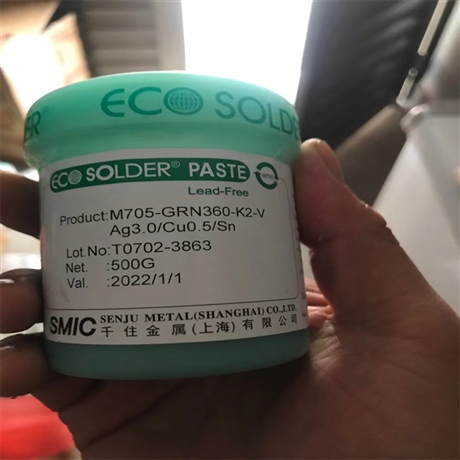 ER ECO SOLDER
ECO SOLDER® PASTE
Lead-Free
Product:M705-GRN360-K2-V
Ag3.0/Cu0.5/Sn
Lot.No:T0702-3863
Net. :500G
Val. :2022/1/1
SMIC SENJU METAL(SHANGHAI) CO.,LTD.
千住金属(上海)有限公司